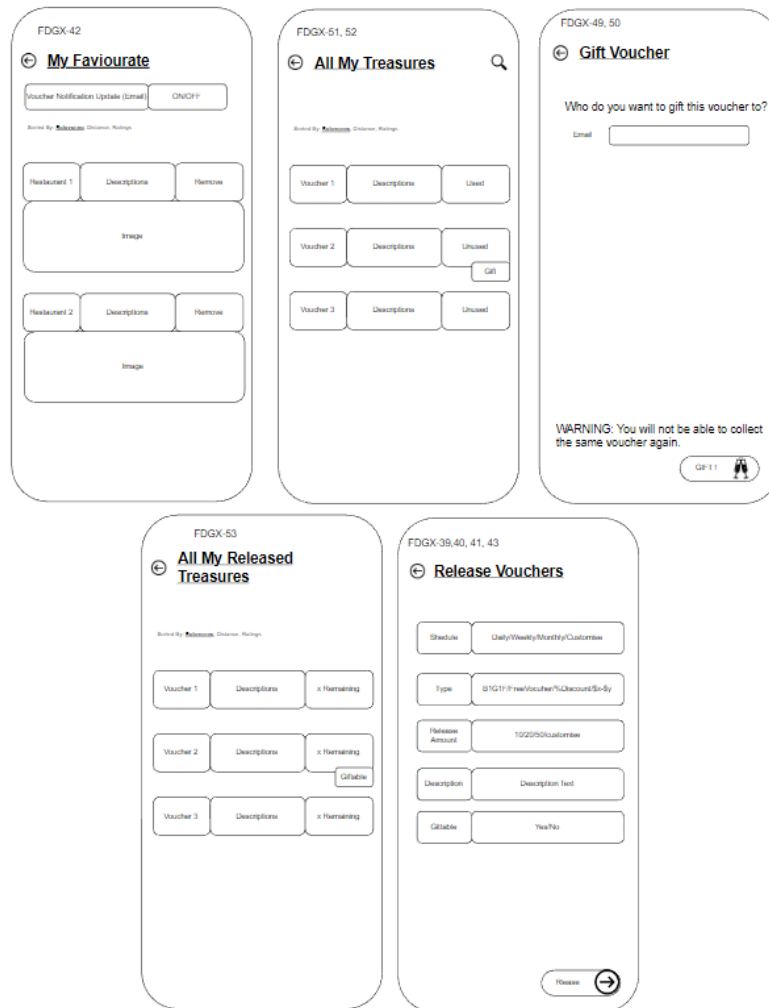 FDGX-42
My Faviourate
Voucher Notification Update (Email) ON/OFF
Sorted By: Relevance, Distance, Ratings
Restaurant 1 Descriptions Remove
Image
Restaurant 2 Descriptions Remove
Image
FDGX-51, 52
All My Treasures
Sorted By: Relevance, Distance, Ratings
Voucher 1 Descriptions Used
Voucher 2 Descriptions Unused
Gift
Voucher 3 Descriptions Unused
FDGX-49, 50
Gift Voucher
Who do you want to gift this voucher to?
Email
WARNING: You will not be able to collect
the same voucher again.
GIFT !
FDGX-53
All My Released
Treasures
Sorted By: Relevance, Distance, Ratings
Voucher 1 Descriptions x Remaining
Voucher 2 Descriptions x Remaining
Giftable
Voucher 3 Descriptions x Remaining
FDGX-39,40, 41, 43
Release Vouchers
Shedule Daily/Weekly/Monthly/Customise
Type B1G1F/FreeVocuher/%Discount/$x-$y
Release
Amount 10/20/50/customise
Description Description Text
Giftable Yes/No
Release